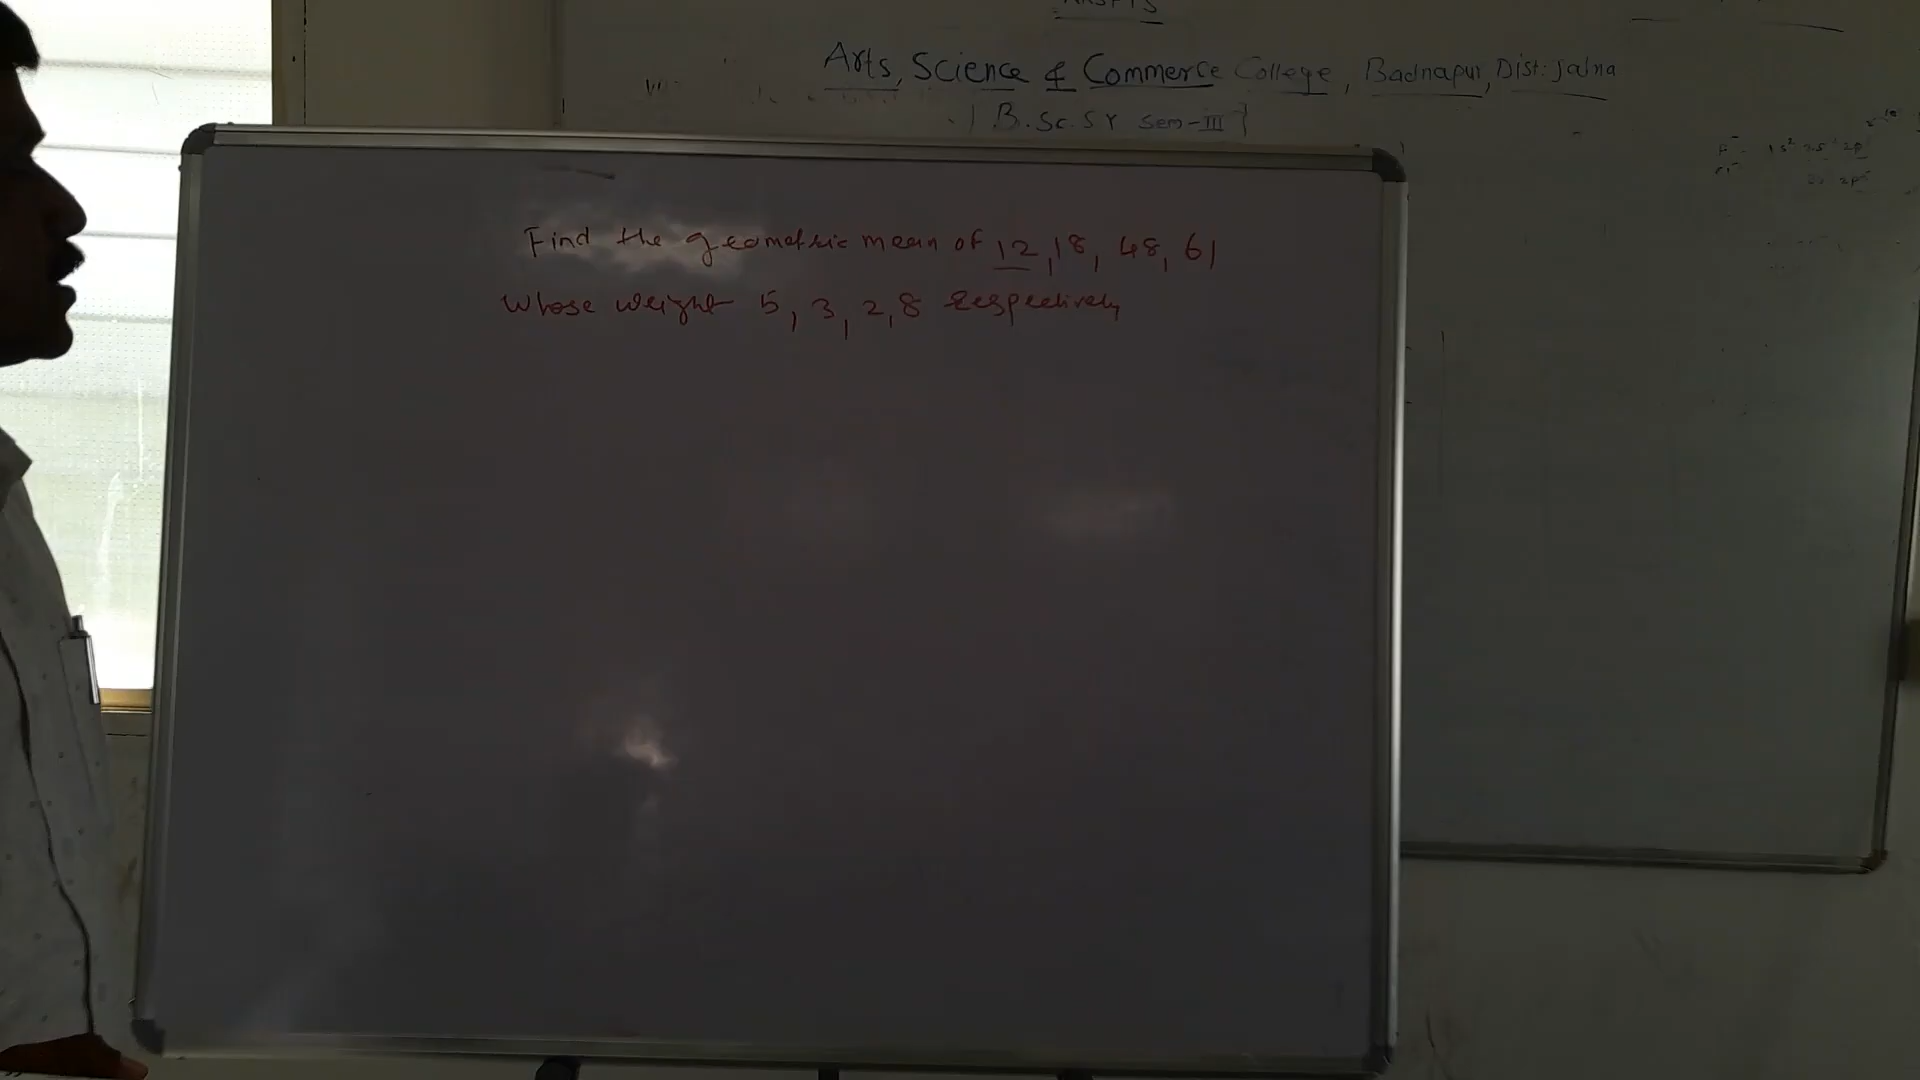 Arts, Science & Commerce College, Badnapur, Dist: Jalna
B.Sc.SY Sem-III
Find the geometric mean of 12, 18, 48, 61
whose weight 5, 3, 2, 8 respectively